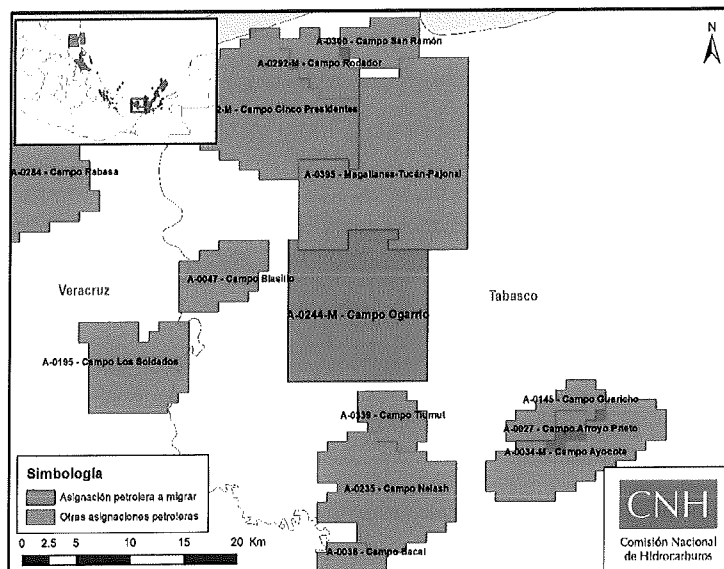 A-0300 - Campo San Ramón
A-0292-M - Campo Rodador
2-M - Campo Cinco Presidentes
A-0284 - Campo Rabasa
A-0395 - Magallanes-Tucán-Pajonal
A-0047 - Campo Blasillo
Veracruz
Tabasco
A-0244-M - Campo Ogarrio
A-0195 - Campo Los Soldados
A-0145 - Campo Guaricho
A-0339 - Campo Tiumut
A-0027 - Campo Arroyo Prieto
A-0034-M - Campo Ayocote
A-0235 - Campo Nelash
A-0036 - Campo Bacal
Simbología
Asignación petrolera a migrar
Otras asignaciones petroleras
0 2.5 5 10 15 20 Km
N
CNH
Comisión Nacional
de Hidrocarburos